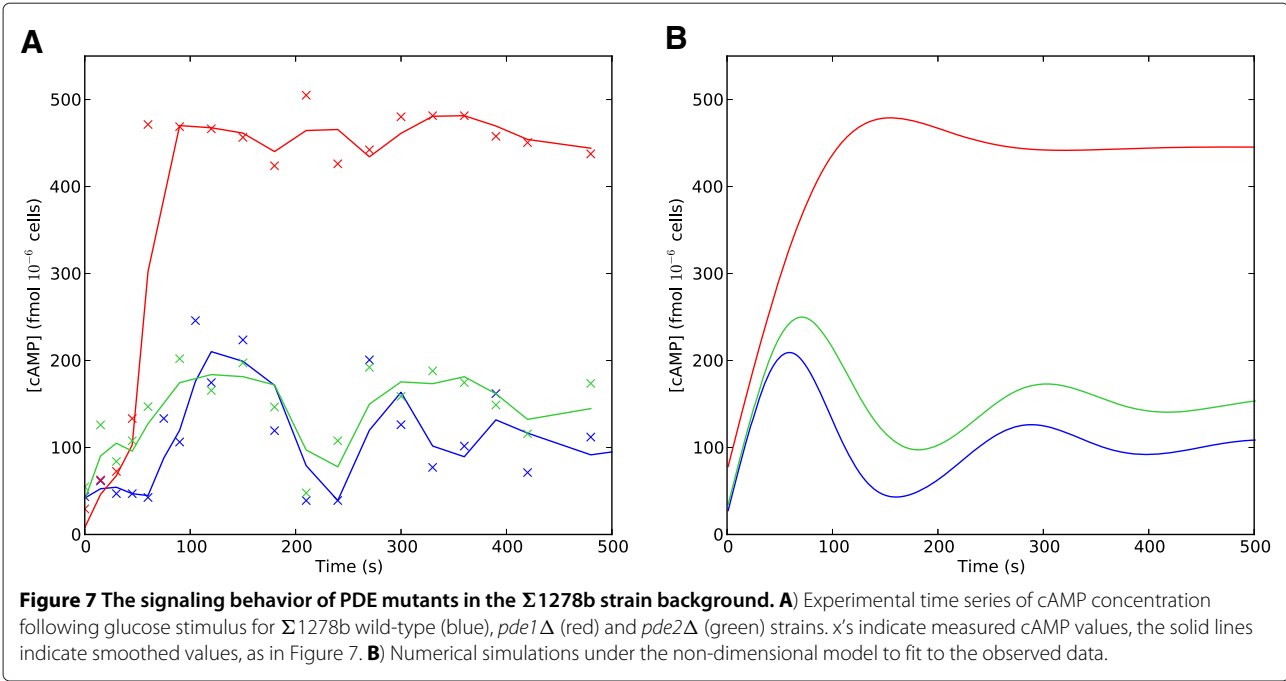 A
B
500
400
300
200
100
0
[cAMP] (fmol 10⁻⁶ cells)
0
100
200
300
400
500
Time (s)
500
400
300
200
100
0
[cAMP] (fmol 10⁻⁶ cells)
0
100
200
300
400
500
Time (s)
Figure 7 The signaling behavior of PDE mutants in the Σ1278b strain background. A) Experimental time series of cAMP concentration
following glucose stimulus for Σ1278b wild-type (blue), pde1Δ (red) and pde2Δ (green) strains. x's indicate measured cAMP values, the solid lines
indicate smoothed values, as in Figure 7. B) Numerical simulations under the non-dimensional model to fit to the observed data.